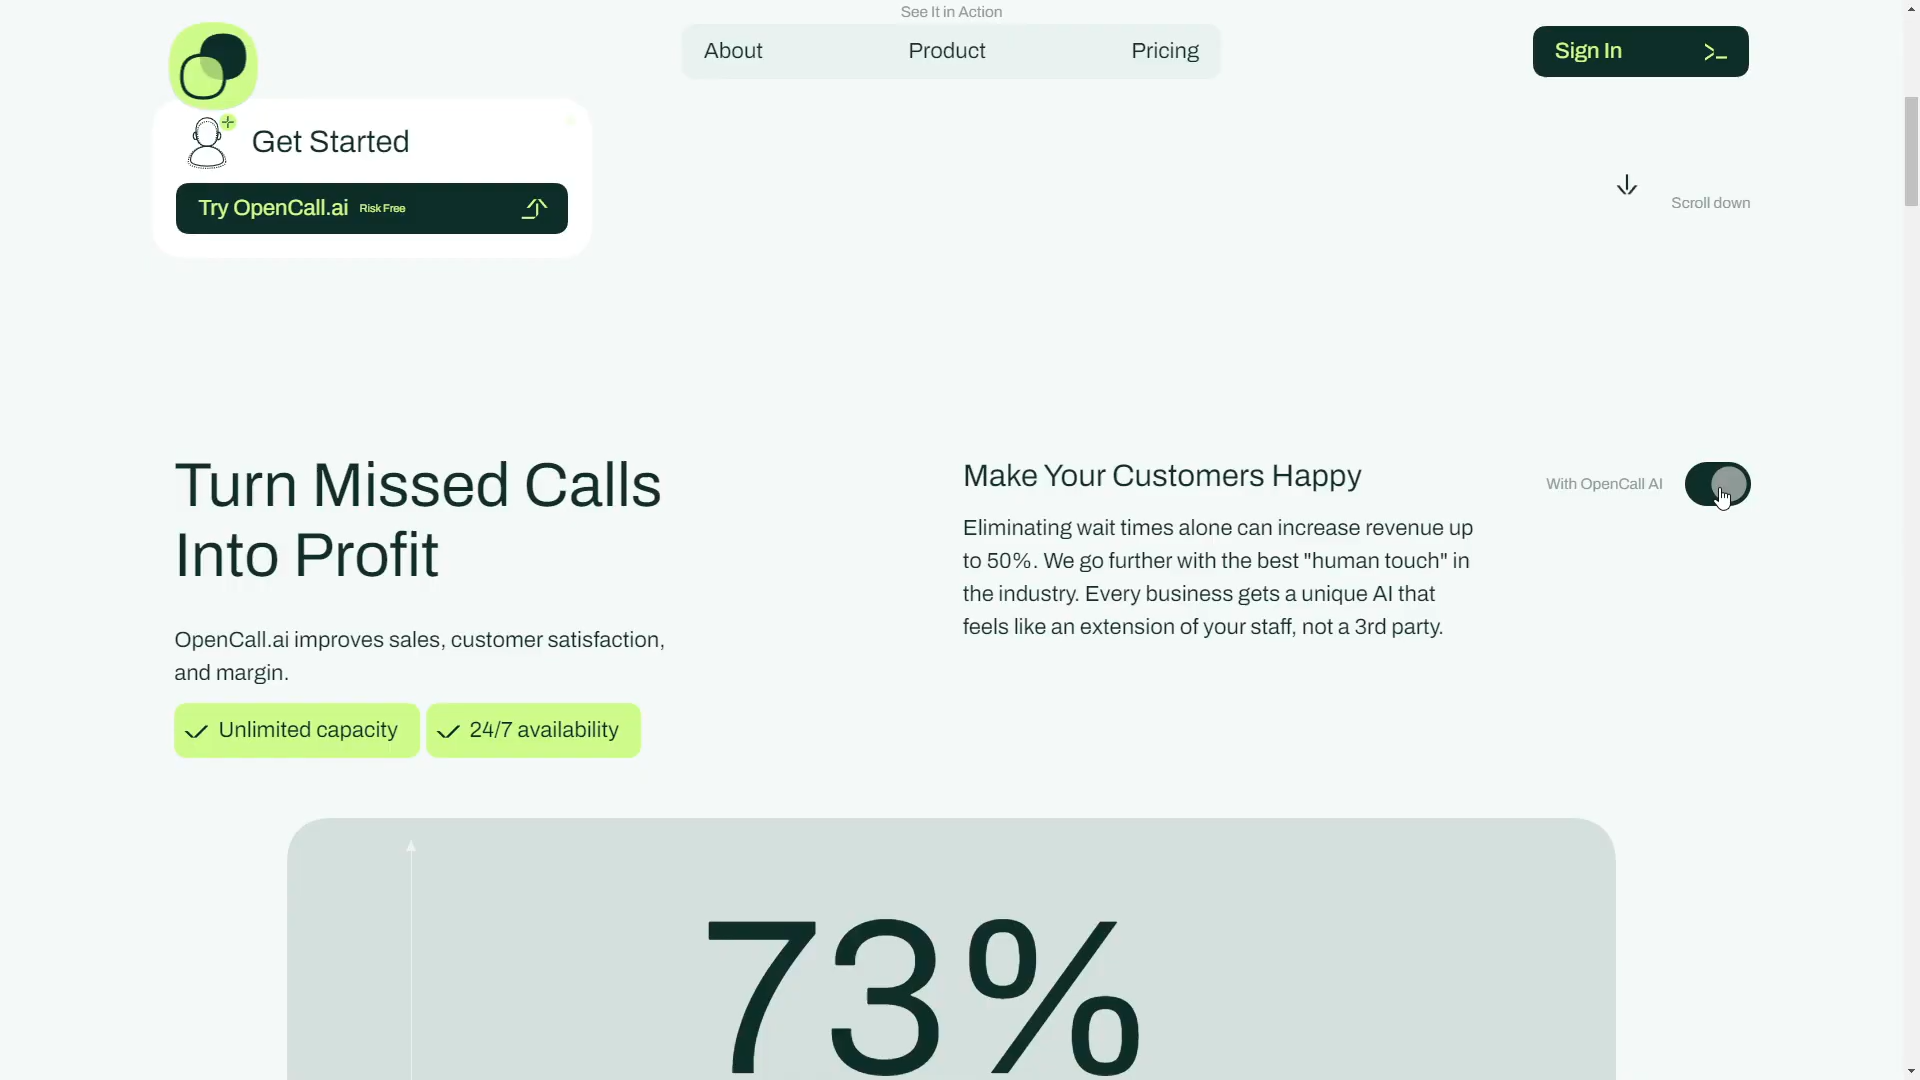 See It in Action
About
Product
Pricing
Sign In
Get Started
Try OpenCall.ai Risk Free
Scroll down
Turn Missed Calls
Into Profit
OpenCall.ai improves sales, customer satisfaction,
and margin.
Unlimited capacity
24/7 availability
Make Your Customers Happy
With OpenCall AI
Eliminating wait times alone can increase revenue up
to 50%. We go further with the best "human touch" in
the industry. Every business gets a unique AI that
feels like an extension of your staff, not a 3rd party.
73%